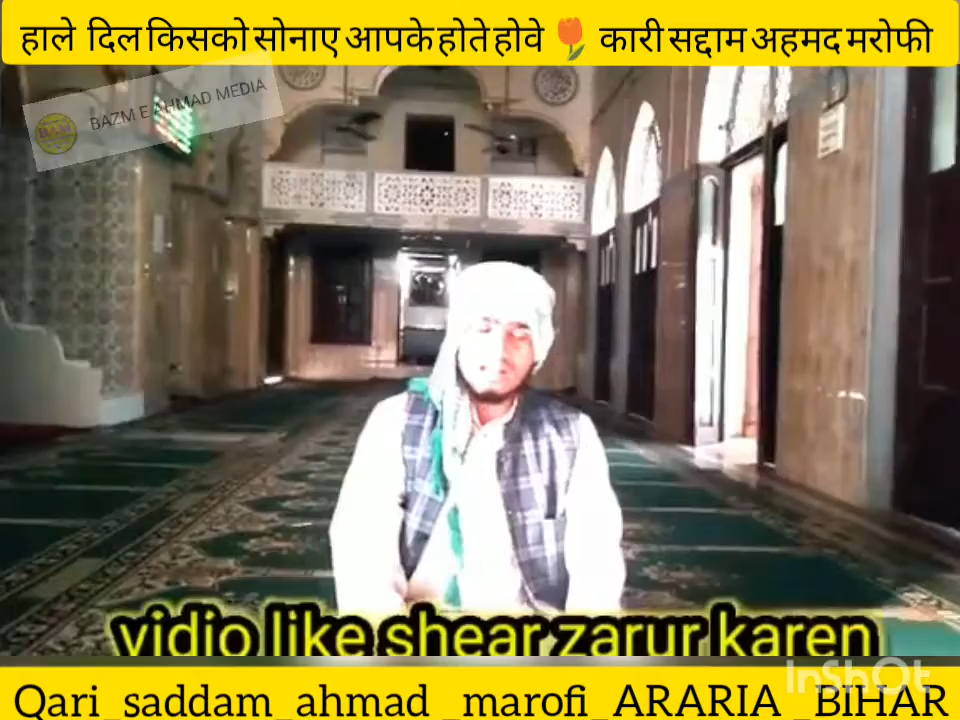 हाले दिल किसको सोनाए आपके होते होवे 🌷 कारी सद्दाम अहमद मरोफी
BAZM E AHMAD MEDIA
vidio like shear zarur karen
InShOt
Qari_saddam_ahmad_marofi_ARARIA_BIHAR